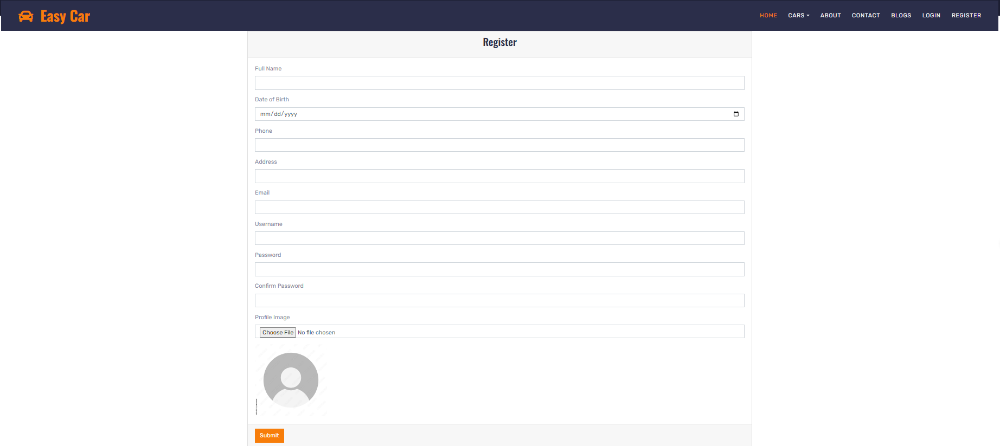 Easy Car
HOME CARS ABOUT CONTACT BLOGS LOGIN REGISTER
Register
Full Name
Date of Birth
mm/dd/yyyy
Phone
Address
Email
Username
Password
Confirm Password
Profile Image
Choose File No file chosen
Submit